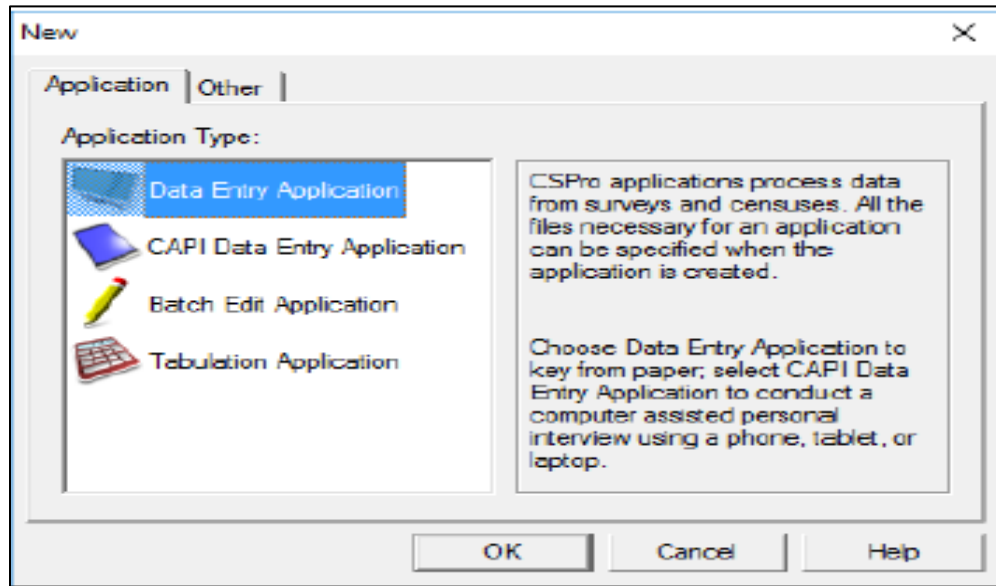 New
Application
Other
Application Type:
Data Entry Application
CAPI Data Entry Application
Batch Edit Application
Tabulation Application
CSPro applications process data
from surveys and censuses. All the
files necessary for an application
can be specified when the
application is created.
Choose Data Entry Application to
key from paper; select CAPI Data
Entry Application to conduct a
computer assisted personal
interview using a phone, tablet, or
laptop.
OK
Cancel
Help